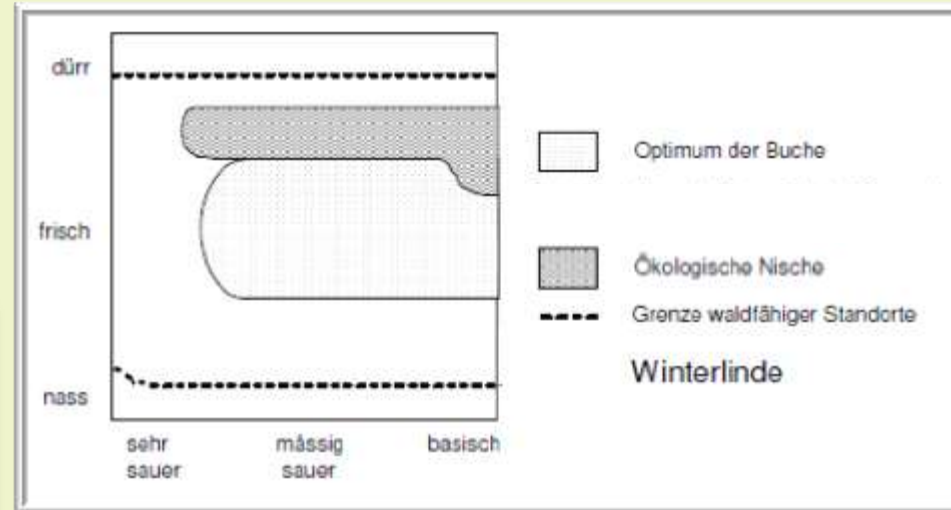 dürr
frisch
nass
sehr
sauer
mässig
sauer
basisch
Optimum der Buche
Ökologische Nische
Grenze waldfähiger Standorte
Winterlinde